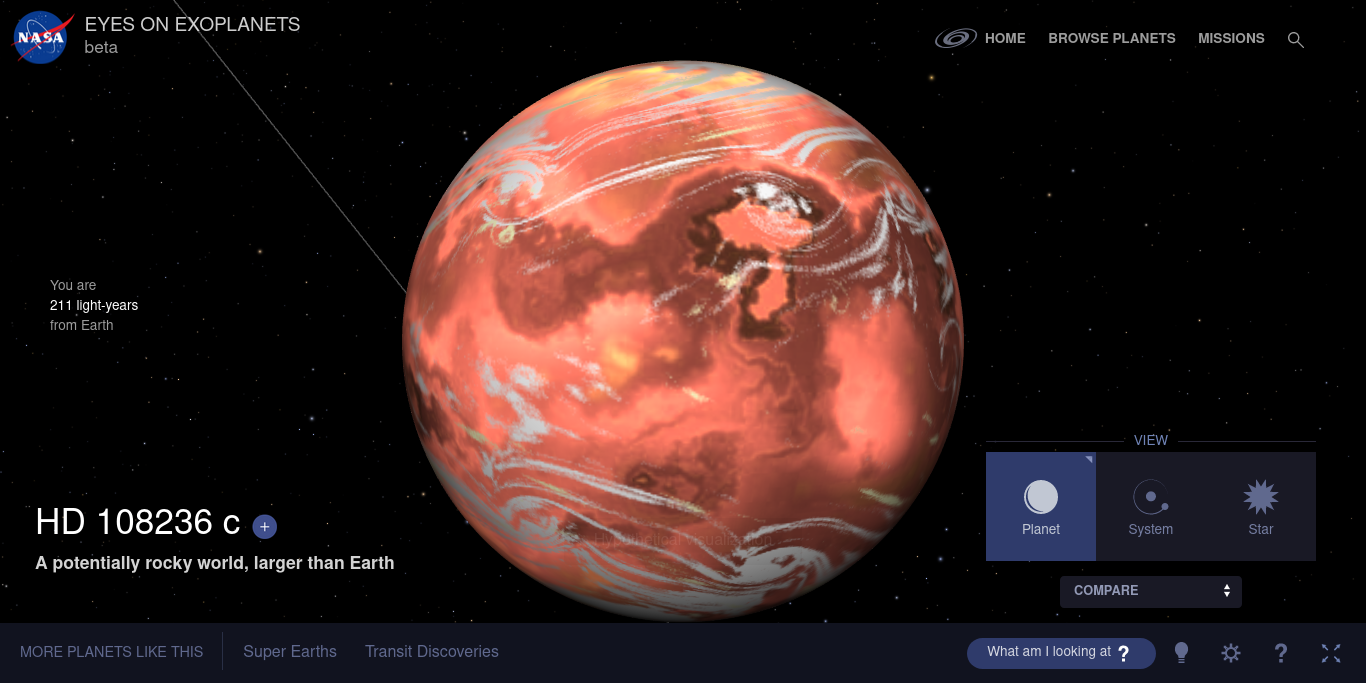 NASA
EYES ON EXOPLANETS
beta
HOME
BROWSE PLANETS
MISSIONS
You are
211 light-years
from Earth
VIEW
Planet
System
Star
HD 108236 c
+
A potentially rocky world, larger than Earth
Hypothetical visualization
COMPARE
MORE PLANETS LIKE THIS
Super Earths
Transit Discoveries
What am I looking at ?
?